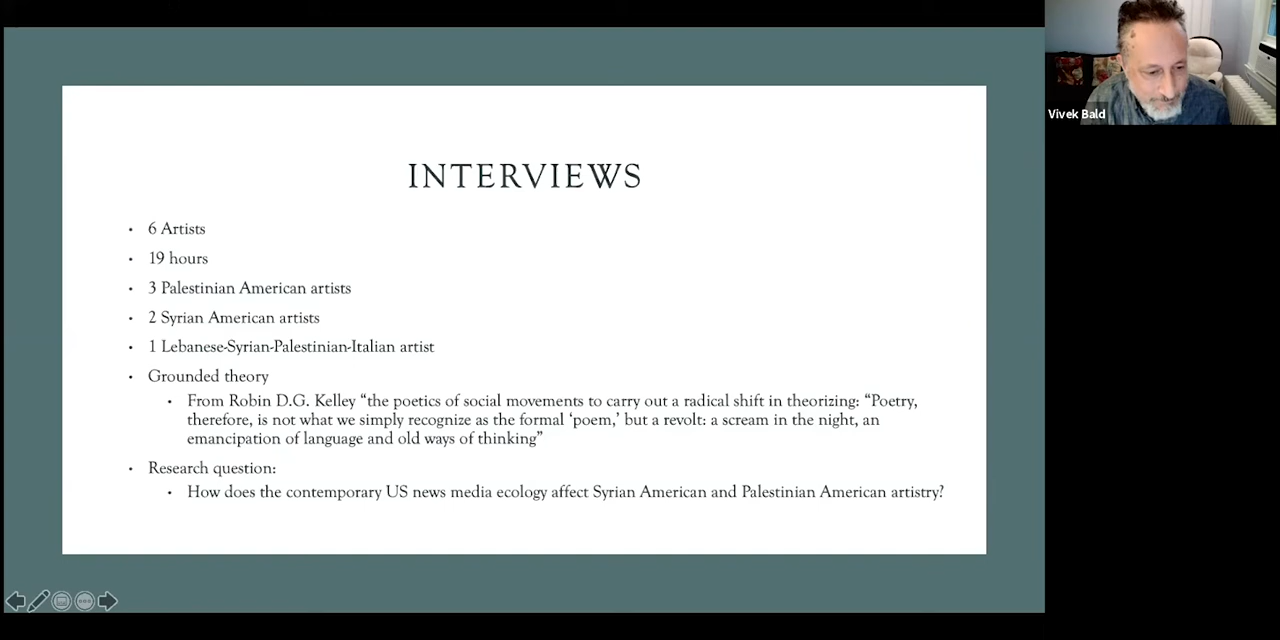 INTERVIEWS
• 6 Artists
• 19 hours
• 3 Palestinian American artists
• 2 Syrian American artists
• 1 Lebanese-Syrian-Palestinian-Italian artist
• Grounded theory
• From Robin D.G. Kelley “the poetics of social movements to carry out a radical shift in theorizing: “Poetry,
therefore, is not what we simply recognize as the formal ‘poem,’ but a revolt: a scream in the night, an
emancipation of language and old ways of thinking”
• Research question:
• How does the contemporary US news media ecology affect Syrian American and Palestinian American artistry?
Vivek Bald